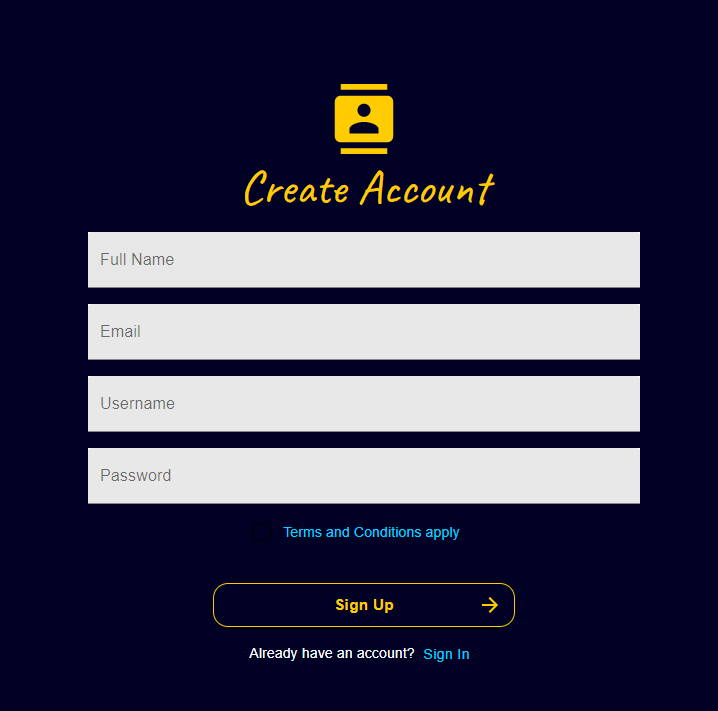 Create Account
Full Name
Email
Username
Password
Terms and Conditions apply
Sign Up
Already have an account? Sign In